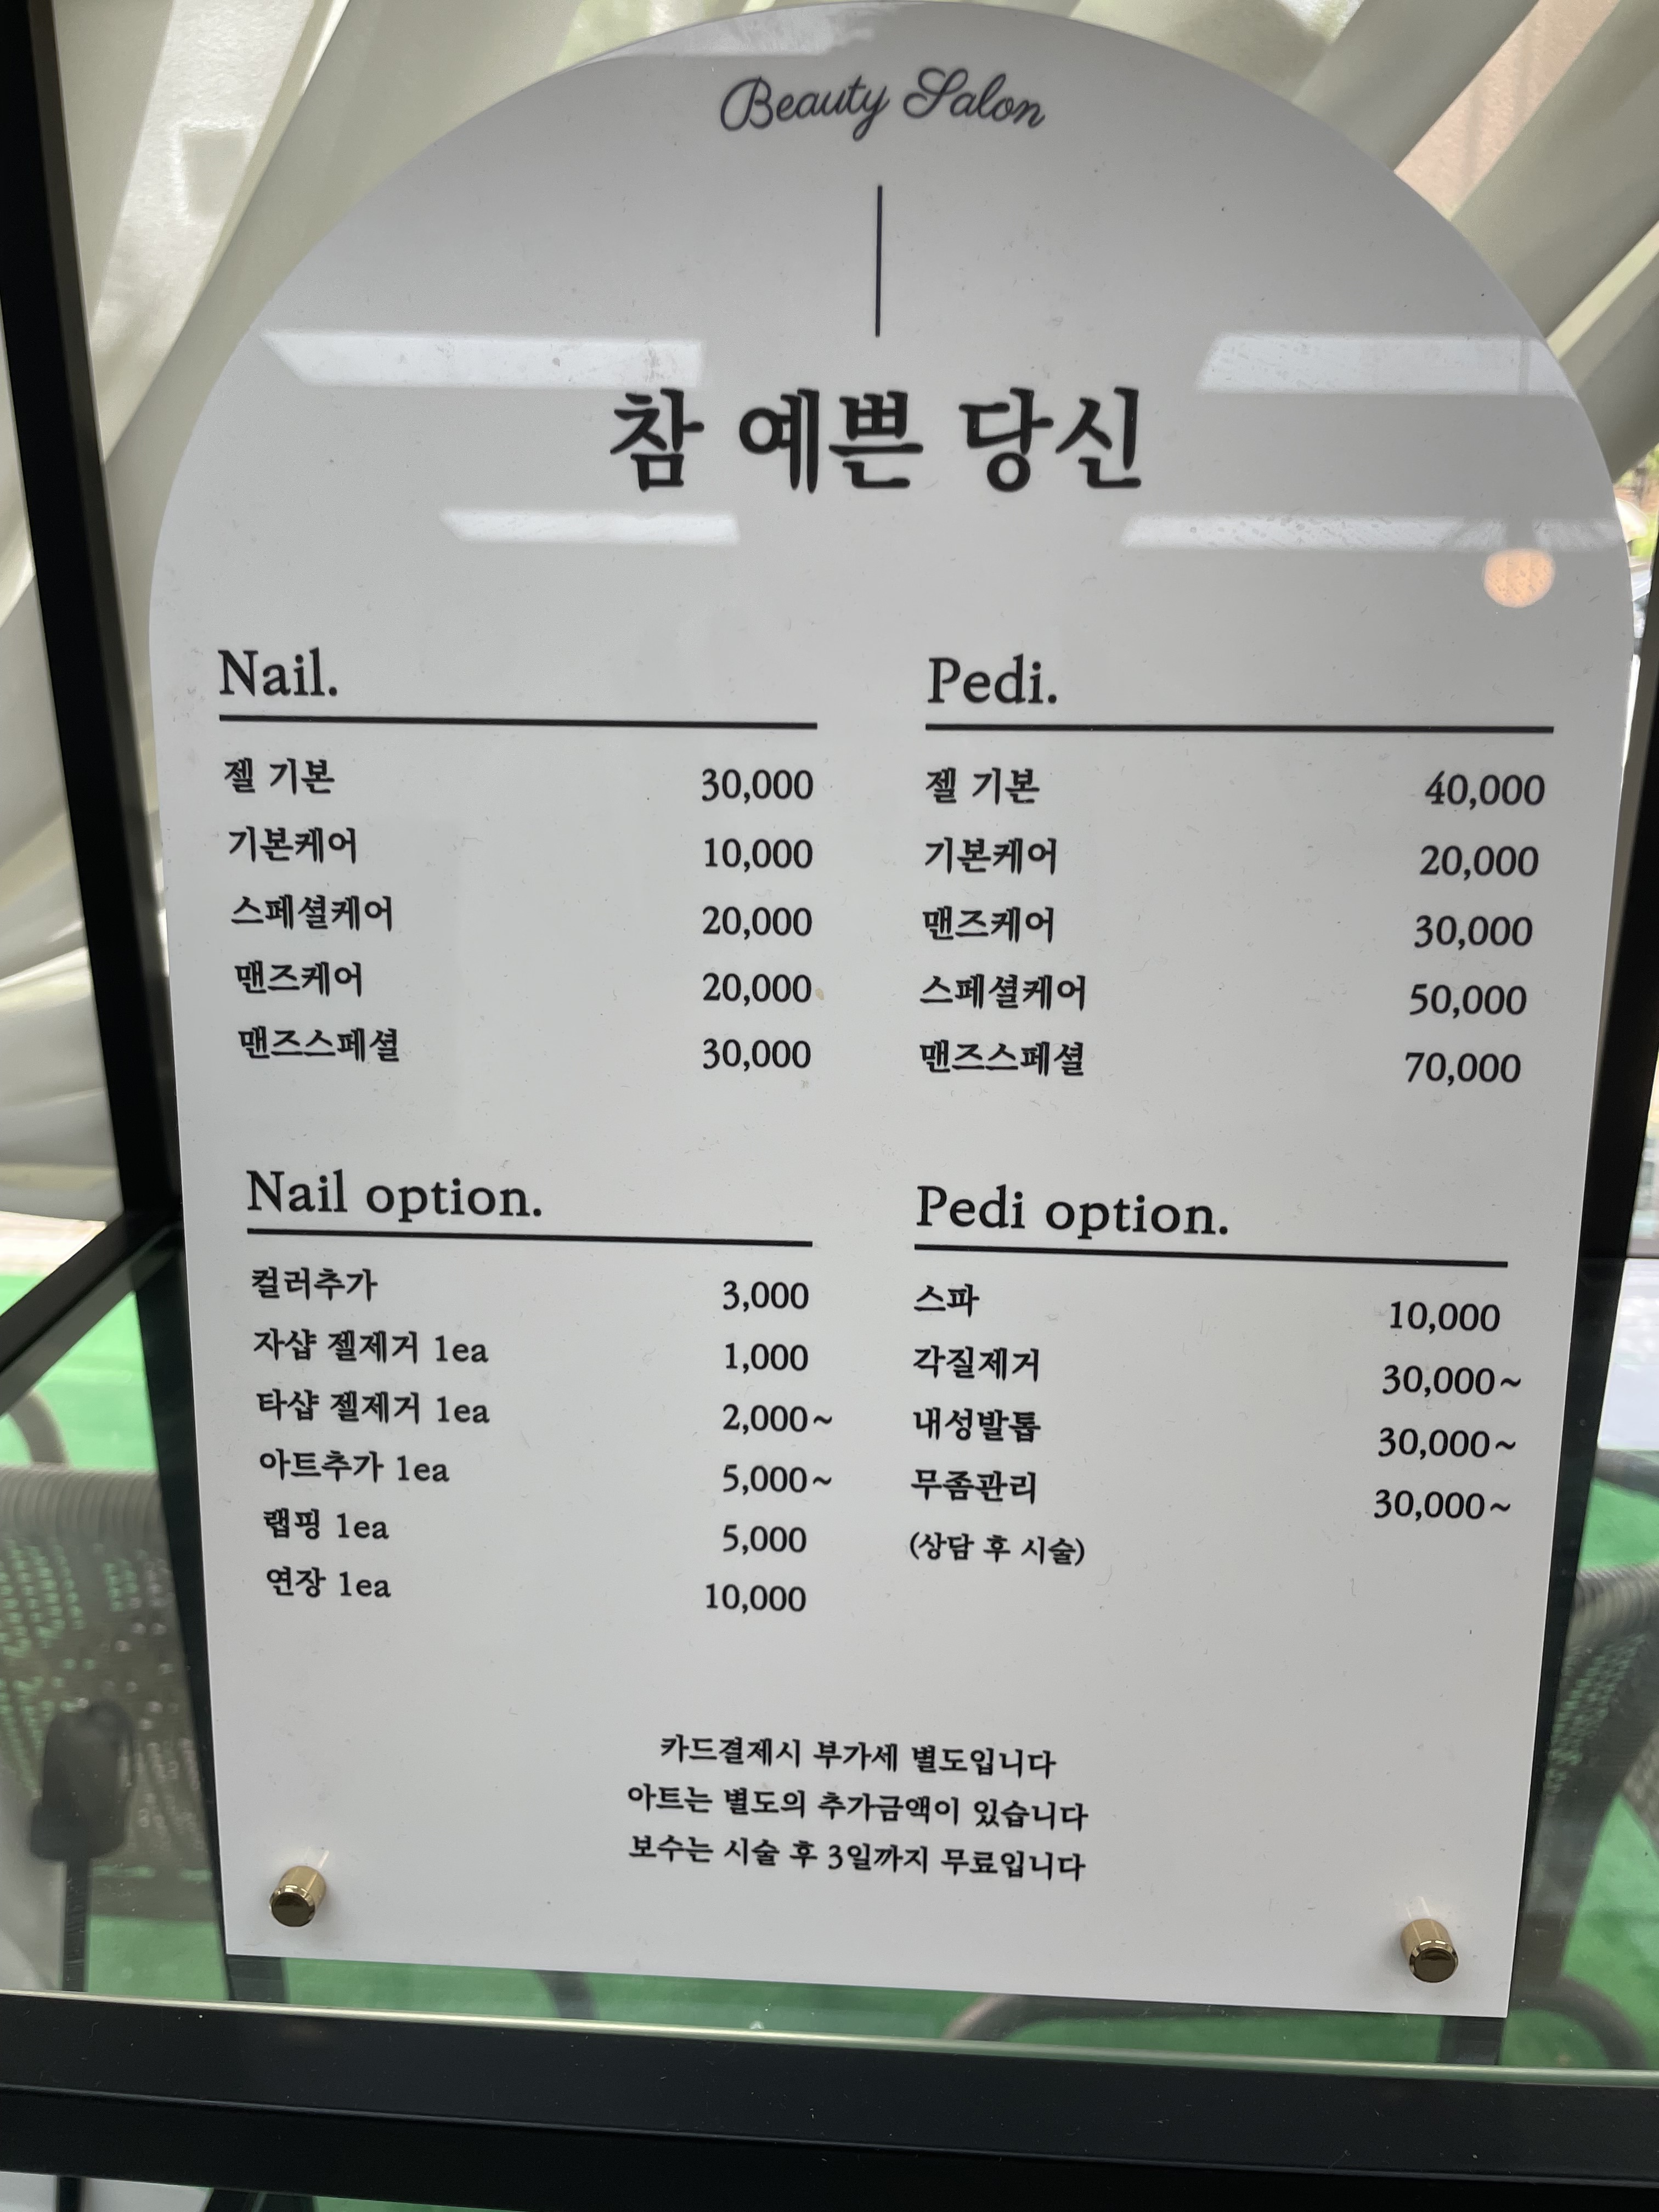 Beauty Salon
참 예쁜 당신
Nail.
젤 기본 30,000
기본케어 10,000
스페셜케어 20,000
맨즈케어 20,000
맨즈스페셜 30,000
Pedi.
젤 기본 40,000
기본케어 20,000
맨즈케어 30,000
스페셜케어 50,000
맨즈스페셜 70,000
Nail option.
컬러추가 3,000
자샵 젤제거 1ea 1,000
타샵 젤제거 1ea 2,000~
아트추가 1ea 5,000~
랩핑 1ea 5,000
연장 1ea 10,000
Pedi option.
스파 10,000
각질제거 30,000~
내성발톱 30,000~
무좀관리 30,000~
(상담 후 시술)
카드결제시 부가세 별도입니다
아트는 별도의 추가금액이 있습니다
보수는 시술 후 3일까지 무료입니다